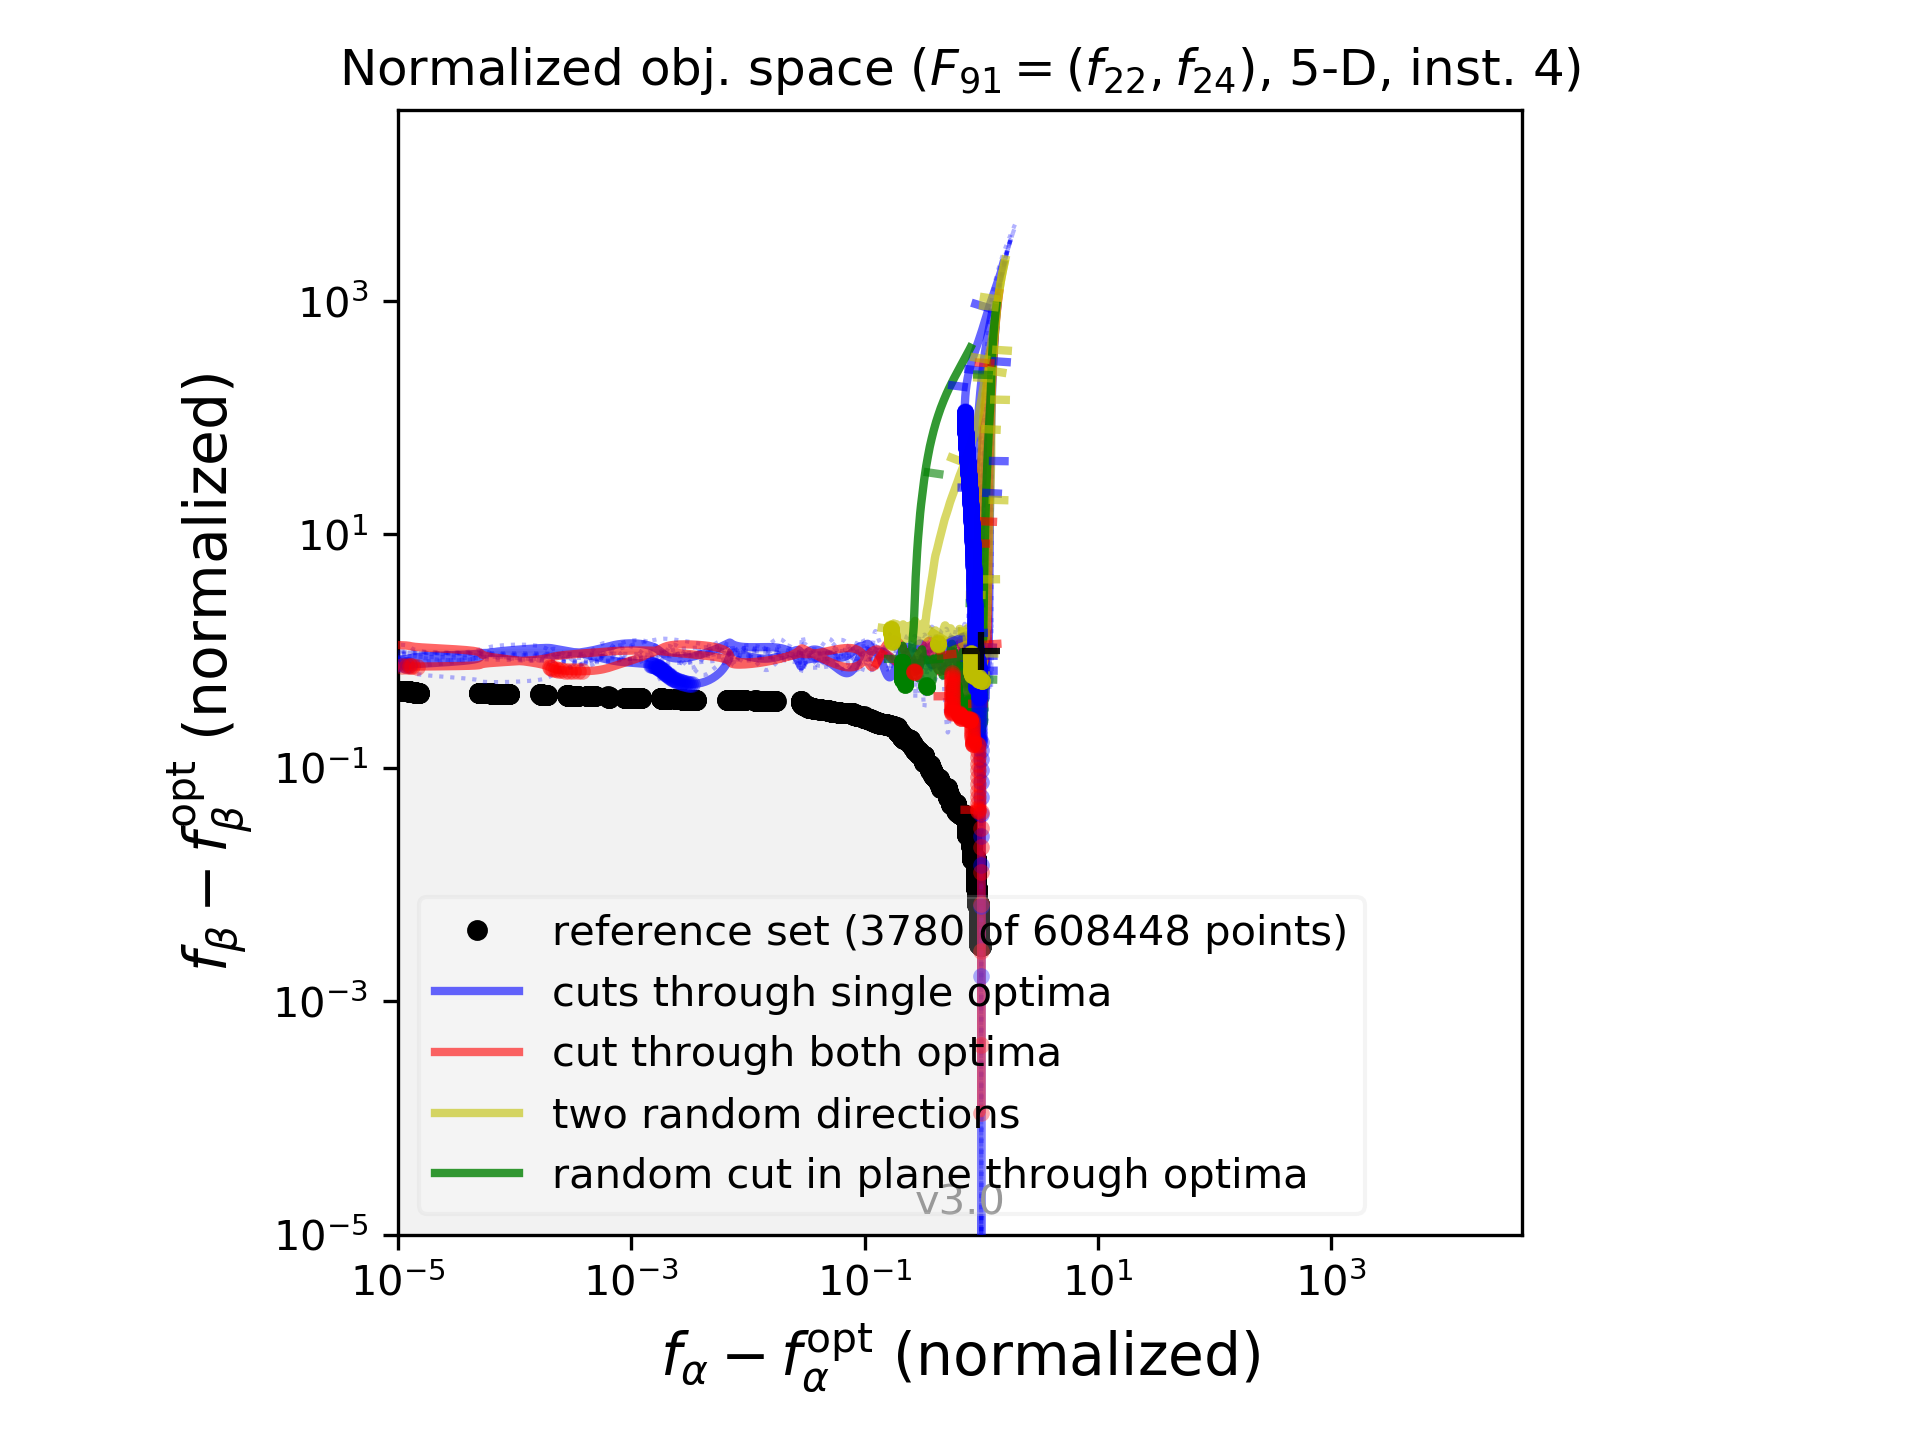 Normalized obj. space (F₉₁ = (f₂₂, f₂₄), 5-D, inst. 4)
f_β − f_β^opt (normalized)
10³
10¹
10⁻¹
10⁻³
10⁻⁵
reference set (3780 of 608448 points)
cuts through single optima
cut through both optima
two random directions
random cut in plane through optima
v3.0
10⁻⁵ 10⁻³ 10⁻¹ 10¹ 10³
f_α − f_α^opt (normalized)